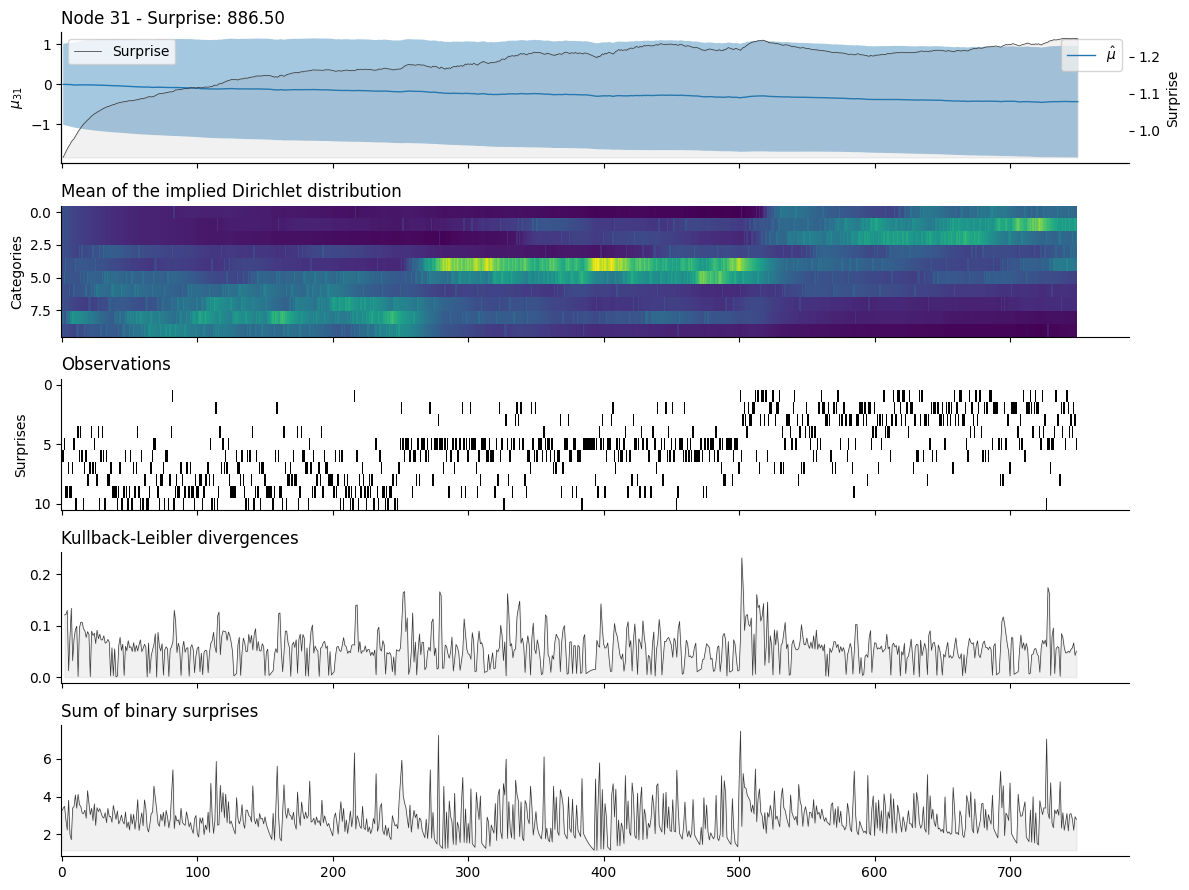 Node 31 - Surprise: 886.50
1
0
−1
μ31
Surprise
μ̂
1.2
1.1
1.0
Surprise
Mean of the implied Dirichlet distribution
0.0
2.5
5.0
7.5
Categories
Observations
0
5
10
Surprises
Kullback-Leibler divergences
0.2
0.1
0.0
Sum of binary surprises
6
4
2
0 100 200 300 400 500 600 700